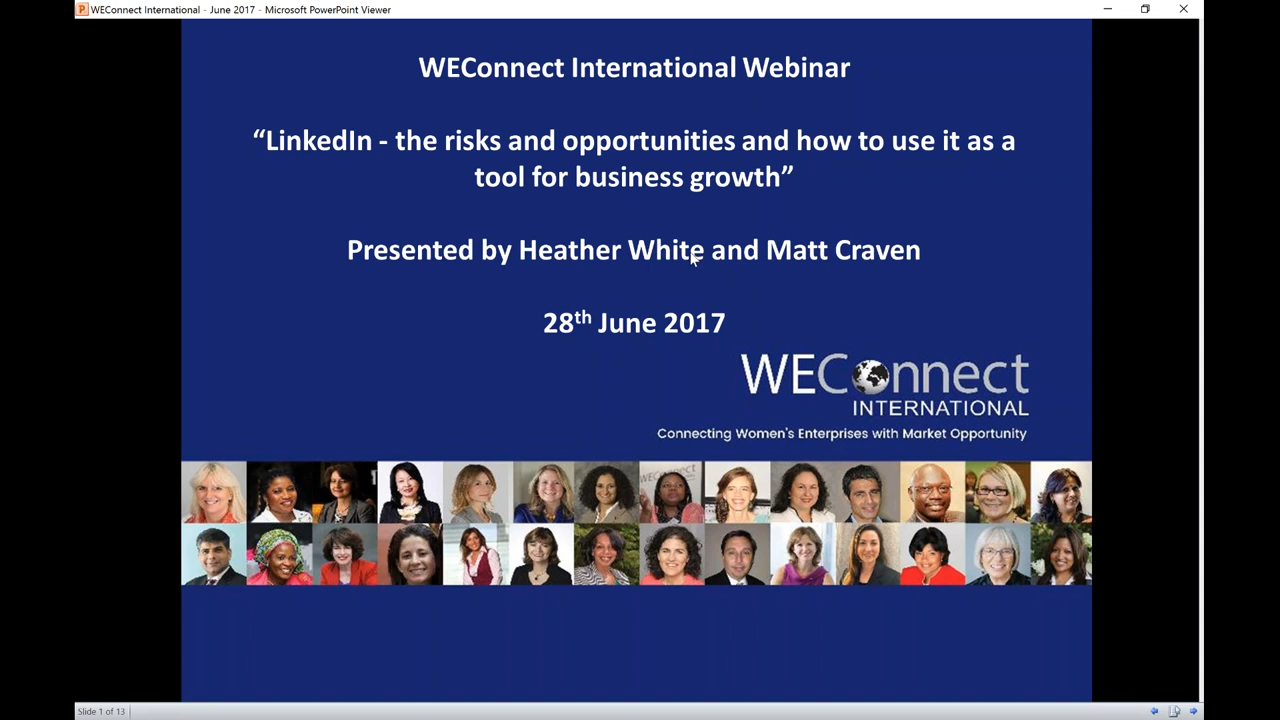 WEConnect International - June 2017 - Microsoft PowerPoint Viewer
WEConnect International Webinar
“LinkedIn - the risks and opportunities and how to use it as a
tool for business growth”
Presented by Heather White and Matt Craven
28th June 2017
WEConnect
INTERNATIONAL
Connecting Women's Enterprises with Market Opportunity
WEConnect
Slide 1 of 13